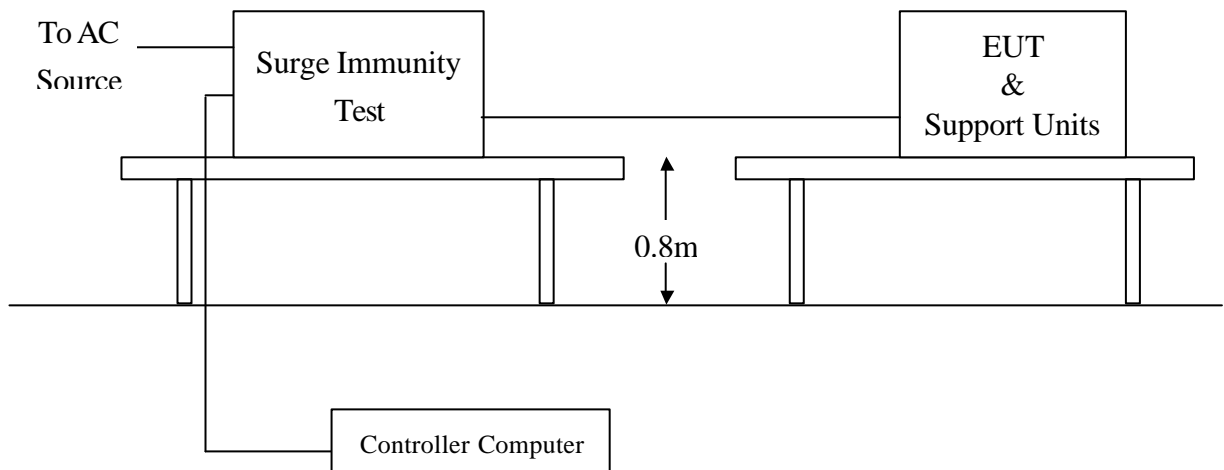 To AC
Source
Surge Immunity
Test
EUT
&
Support Units
0.8m
Controller Computer